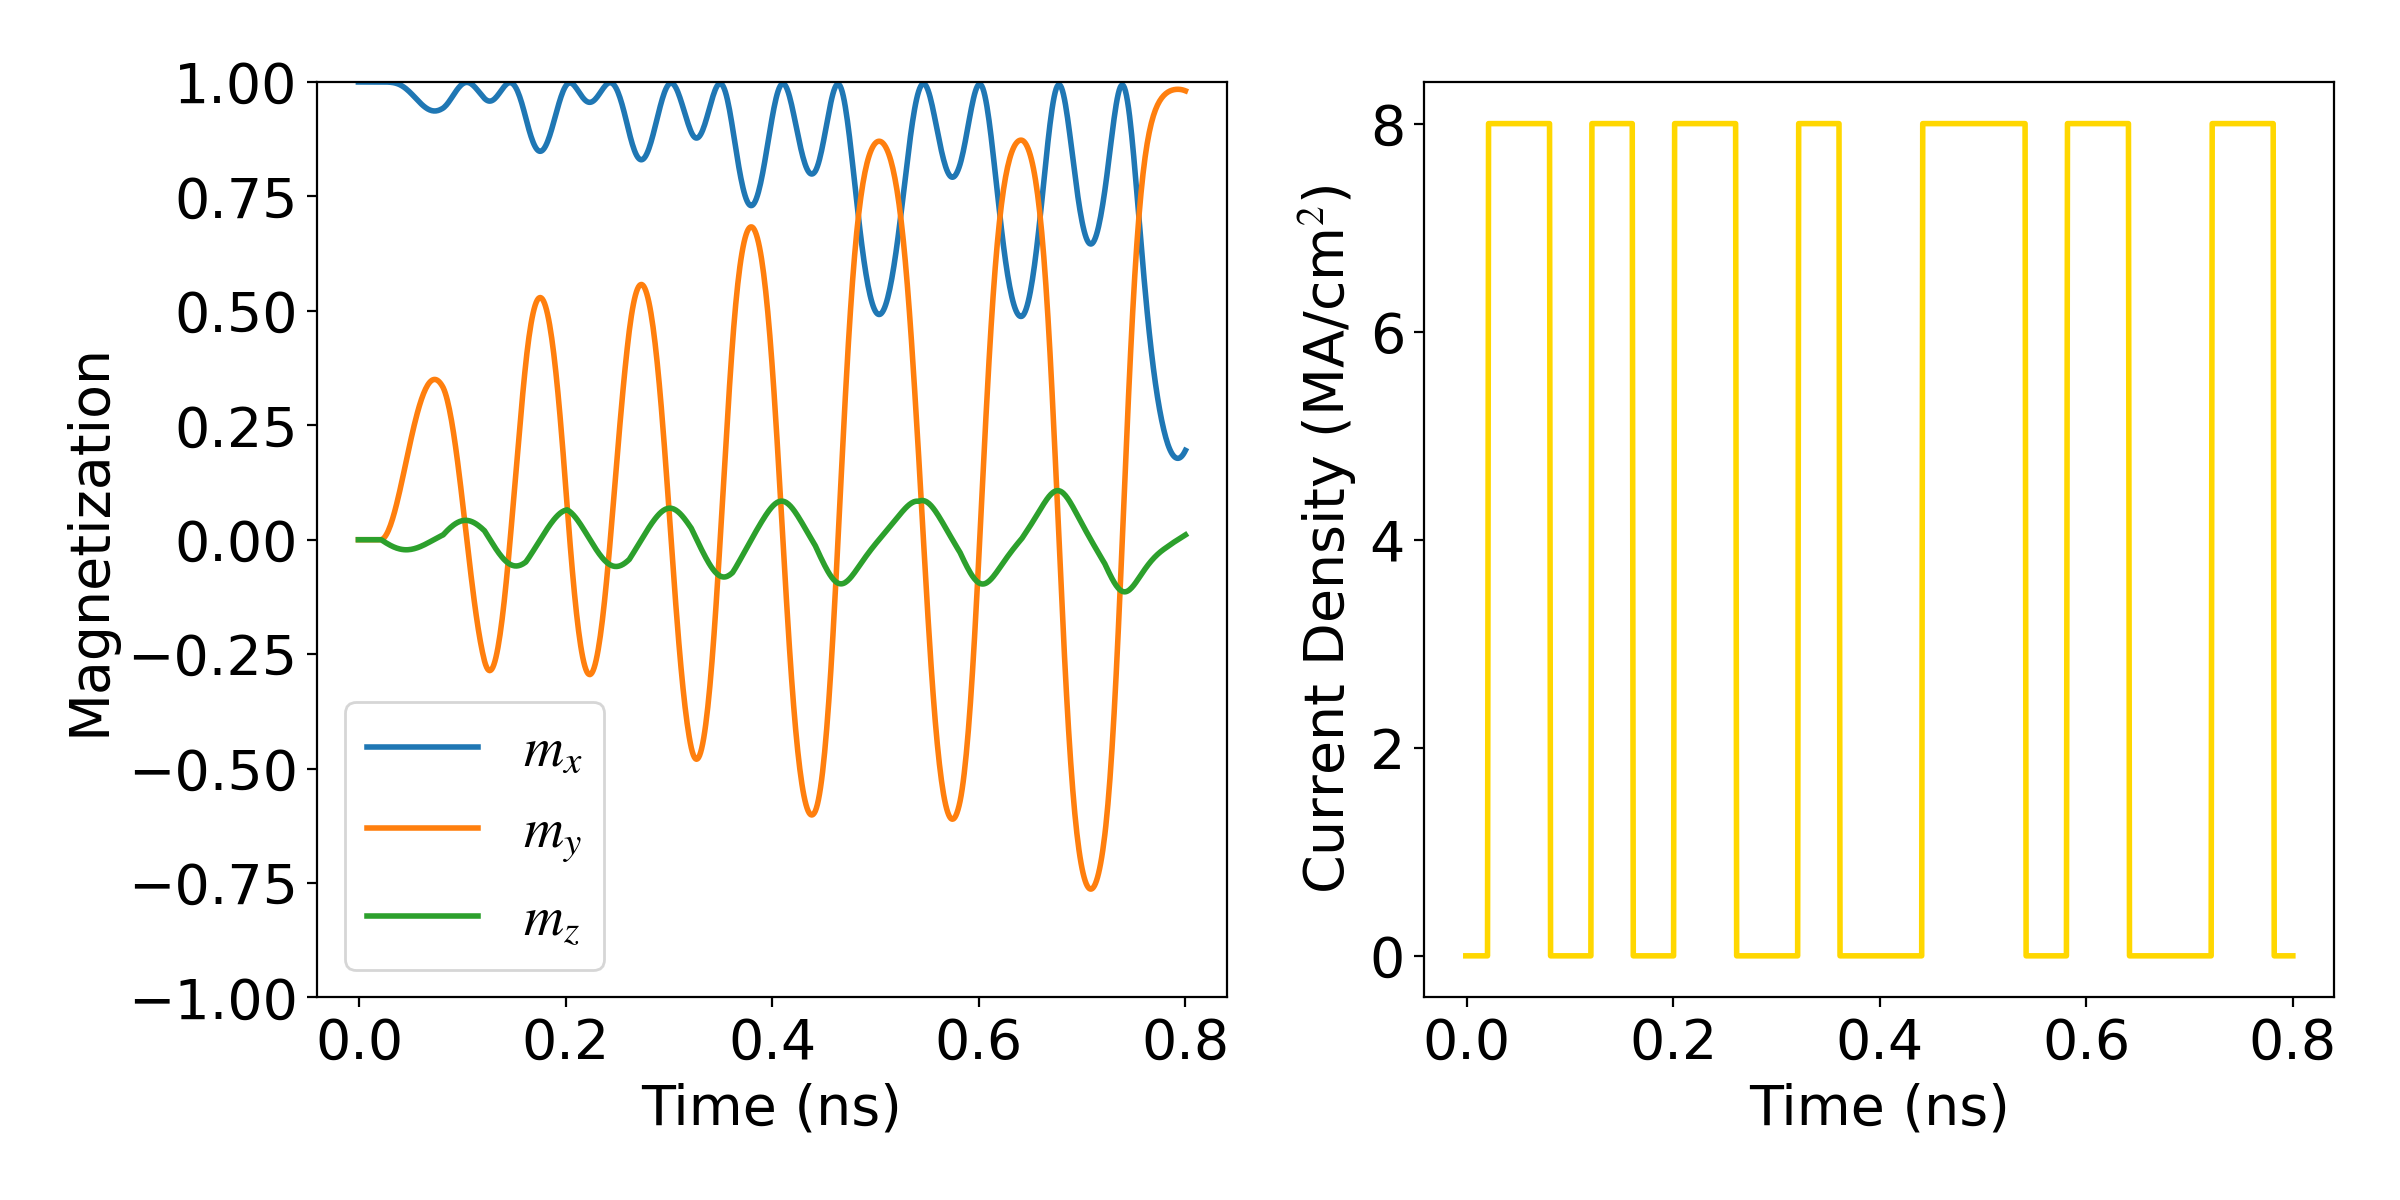 1.00
0.75
0.50
0.25
0.00
−0.25
−0.50
−0.75
−1.00
Magnetization
m_x
m_y
m_z
0.0 0.2 0.4 0.6 0.8
Time (ns)
8
6
4
2
0
Current Density (MA/cm²)
0.0 0.2 0.4 0.6 0.8
Time (ns)